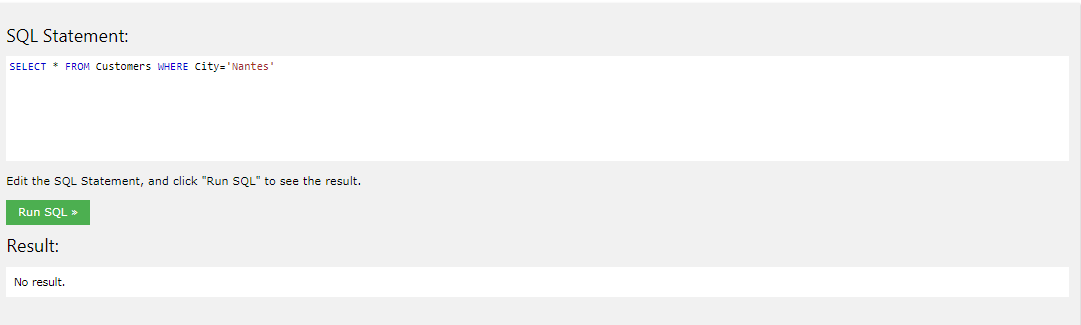 SQL Statement:
SELECT * FROM Customers WHERE City='Nantes'
Edit the SQL Statement, and click "Run SQL" to see the result.
Run SQL »
Result:
No result.